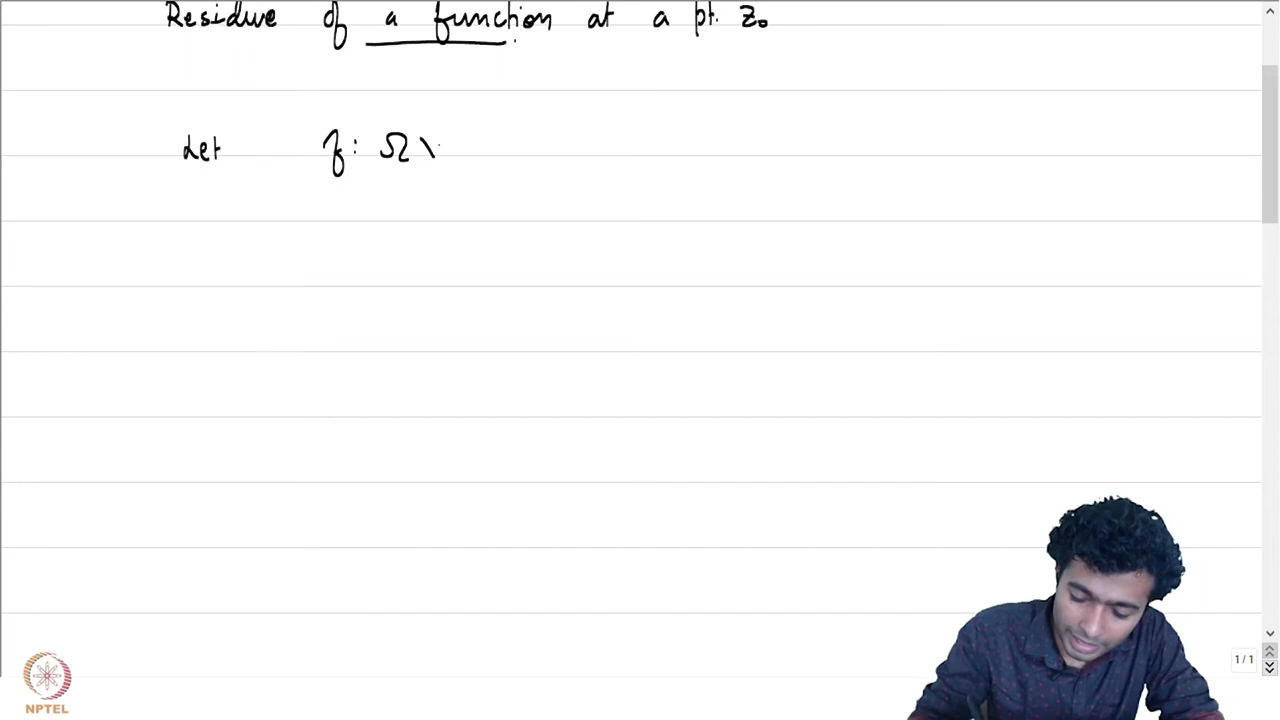 Residue of a function at a pt. z₀
Let f: Ω \
1/1
NPTEL